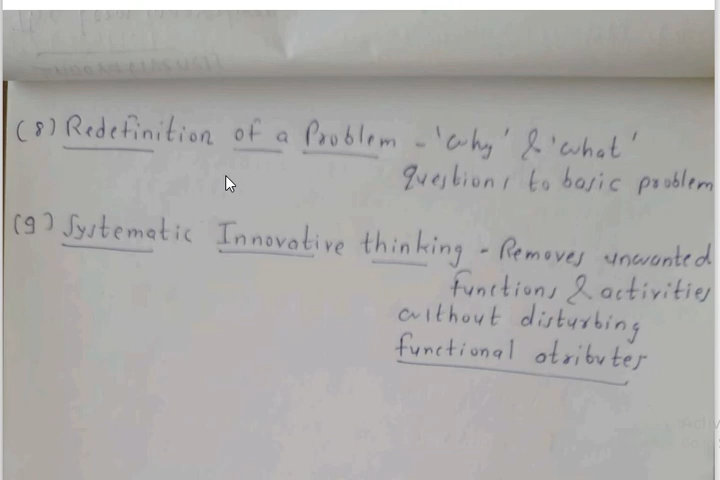 (8) Redefinition of a Problem - 'why' & 'what'
questions to basic problem
(9) Systematic Innovative thinking - Removes unwanted
functions & activities
without disturbing
functional atributes